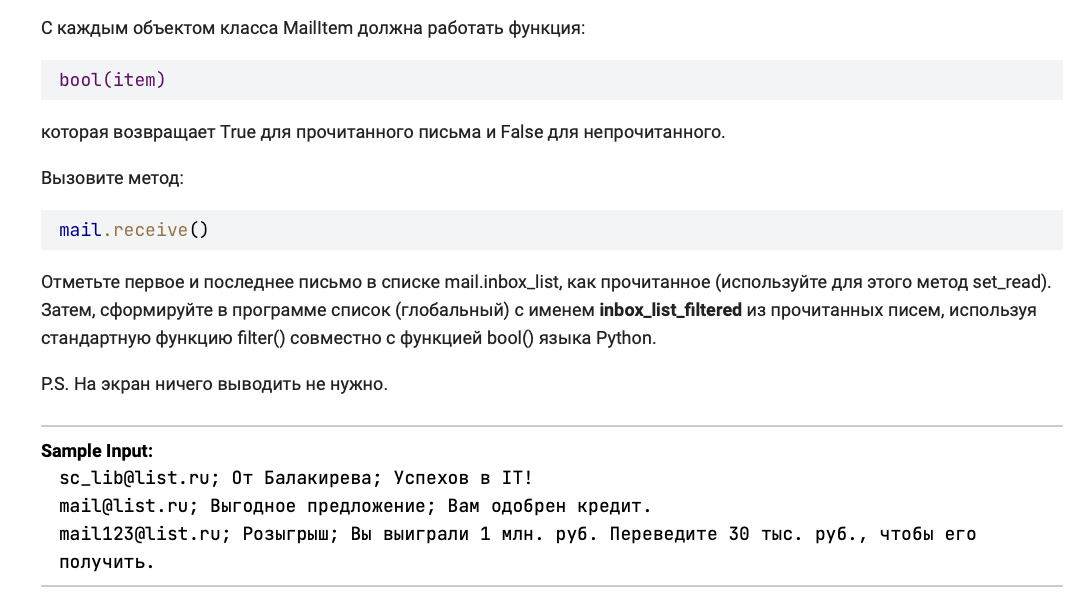 С каждым объектом класса MailItem должна работать функция:
bool(item)
которая возвращает True для прочитанного письма и False для непрочитанного.
Вызовите метод:
mail.receive()
Отметьте первое и последнее письмо в списке mail.inbox_list, как прочитанное (используйте для этого метод set_read).
Затем, сформируйте в программе список (глобальный) с именем inbox_list_filtered из прочитанных писем, используя
стандартную функцию filter() совместно с функцией bool() языка Python.
P.S. На экран ничего выводить не нужно.
Sample Input:
sc_lib@list.ru; От Балакирева; Успехов в IT!
mail@list.ru; Выгодное предложение; Вам одобрен кредит.
mail123@list.ru; Розыгрыш; Вы выиграли 1 млн. руб. Переведите 30 тыс. руб., чтобы его
получить.